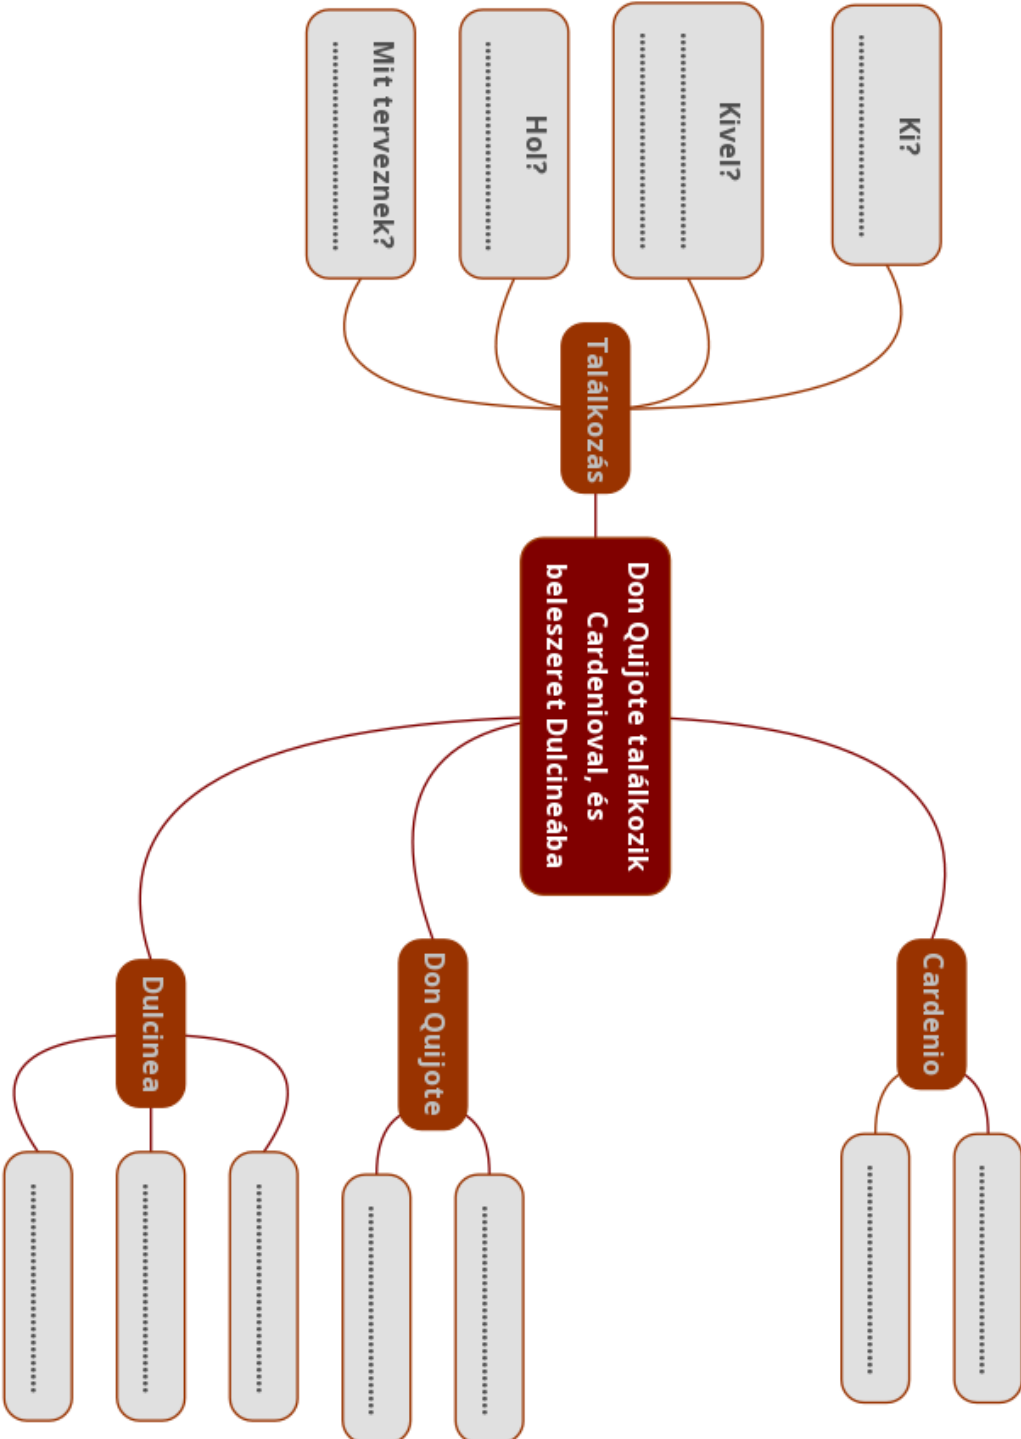 Ki?
Kivel?
Hol?
Mit terveznek?
Találkozás
Don Quijote találkozik
Cardenioval, és
beleszeret Dulcineába
Cardenio
Don Quijote
Dulcinea